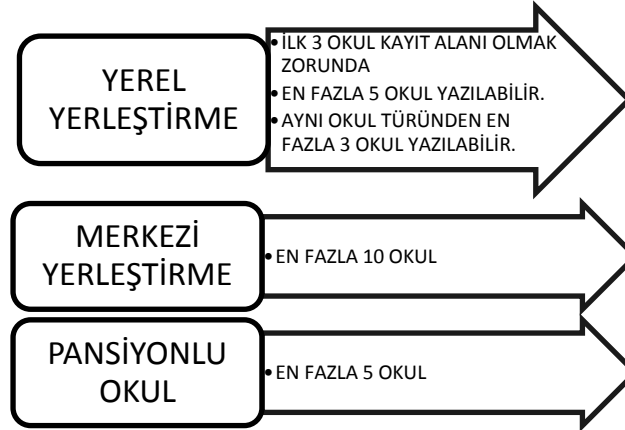 YEREL
YERLEŞTİRME
• İLK 3 OKUL KAYIT ALANI OLMAK
ZORUNDA
• EN FAZLA 5 OKUL YAZILABİLİR.
• AYNI OKUL TÜRÜNDEN EN
FAZLA 3 OKUL YAZILABİLİR.
MERKEZİ
YERLEŞTİRME
• EN FAZLA 10 OKUL
PANSİYONLU
OKUL
• EN FAZLA 5 OKUL